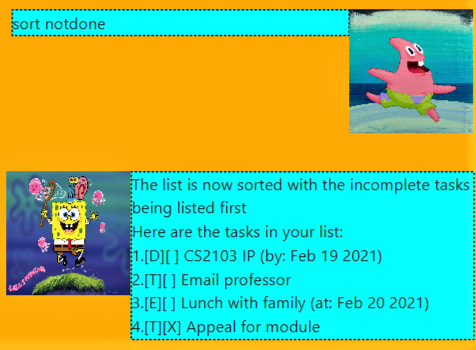 sort notdone
The list is now sorted with the incomplete tasks
being listed first
Here are the tasks in your list:
1.[D][ ] CS2103 IP (by: Feb 19 2021)
2.[T][ ] Email professor
3.[E][ ] Lunch with family (at: Feb 20 2021)
4.[T][X] Appeal for module